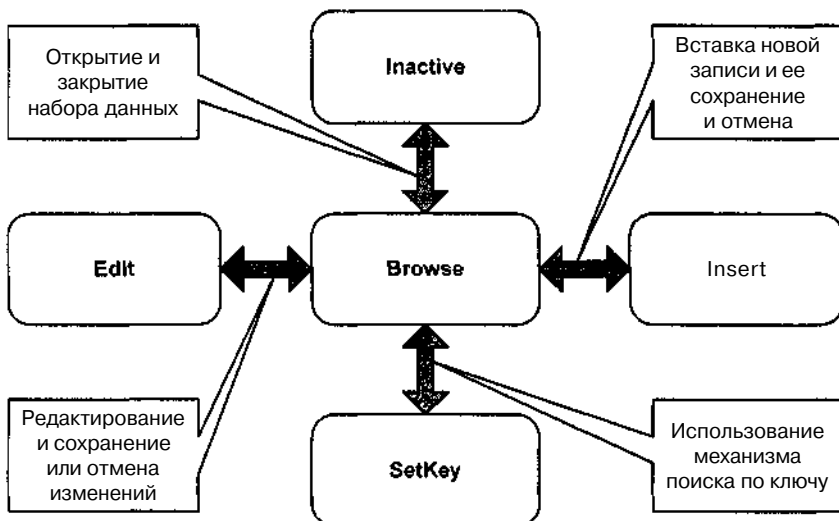 Открытие и
закрытие
набора данных
Inactive
Вставка новой
записи и ее
сохранение
и отмена
Edit
Browse
Insert
Редактирование
и сохранение
или отмена
изменений
SetKey
Использование
механизма
поиска по ключу